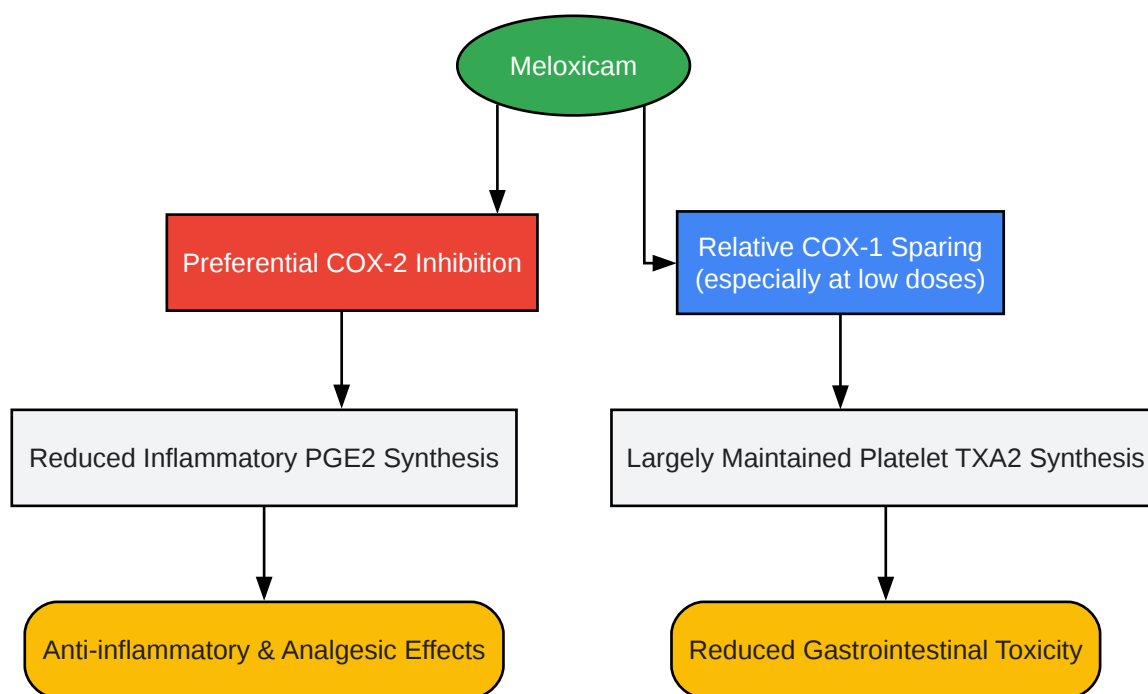 Meloxicam
Preferential COX-2 Inhibition
Relative COX-1 Sparing
(especially at low doses)
Reduced Inflammatory PGE2 Synthesis
Largely Maintained Platelet TXA2 Synthesis
Anti-inflammatory & Analgesic Effects
Reduced Gastrointestinal Toxicity